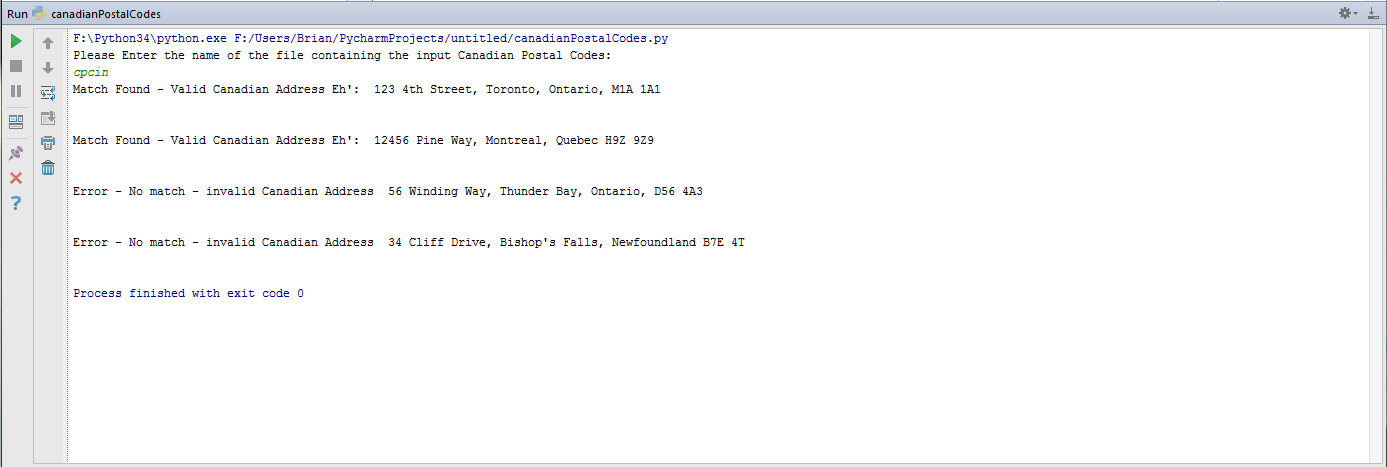 Run canadianPostalCodes
F:\Python34\python.exe F:/Users/Brian/PycharmProjects/untitled/canadianPostalCodes.py
Please Enter the name of the file containing the input Canadian Postal Codes:
cpcin
Match Found - Valid Canadian Address Eh':  123 4th Street, Toronto, Ontario, M1A 1A1
Match Found - Valid Canadian Address Eh':  12456 Pine Way, Montreal, Quebec H9Z 9Z9
Error - No match - invalid Canadian Address  56 Winding Way, Thunder Bay, Ontario, D56 4A3
Error - No match - invalid Canadian Address  34 Cliff Drive, Bishop's Falls, Newfoundland B7E 4T
Process finished with exit code 0